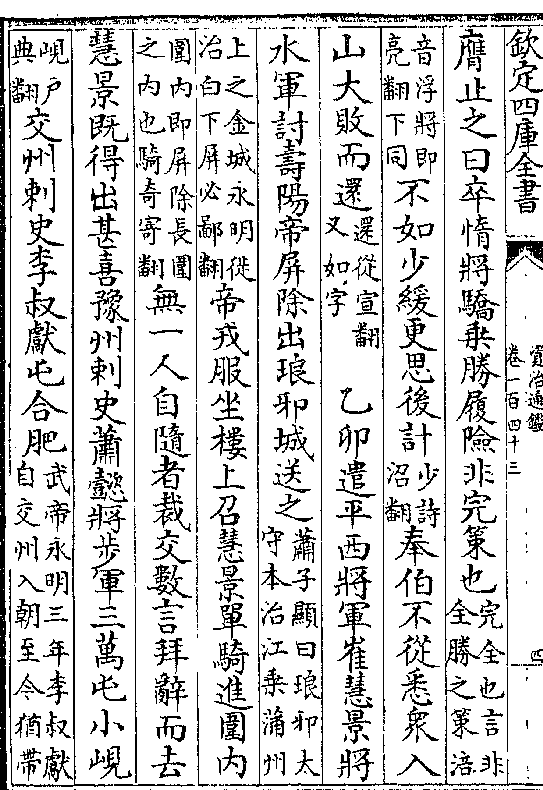 欽定四庫全書
資治通鑑
卷一百四十三
四
膺止之曰卒惰將驕乘勝履險非完策也完全也言非全勝之策涪
音浮將即亮翻下同不如少緩更思後計少詩沼翻奉伯不從悉衆入
山大敗而還還從宣翻又如字乙卯遣平西將軍崔慧景將
水軍討壽陽帝屏除出琅邪城送之蕭子顯曰琅邪太守本治江乗蒲州
上之金城永明徙治白下屏必鄙翻帝戎服坐樓上召慧景單騎進圍内
圍内即屏除長圍之内也騎奇寄翻無一人自隨者裁交數言拜辭而去
慧景既得出甚喜豫州刺史蕭懿將步軍三萬屯小峴
峴戶典翻交州刺史李叔獻屯合肥武帝永明三年李叔獻自交州入朝至今猶帶